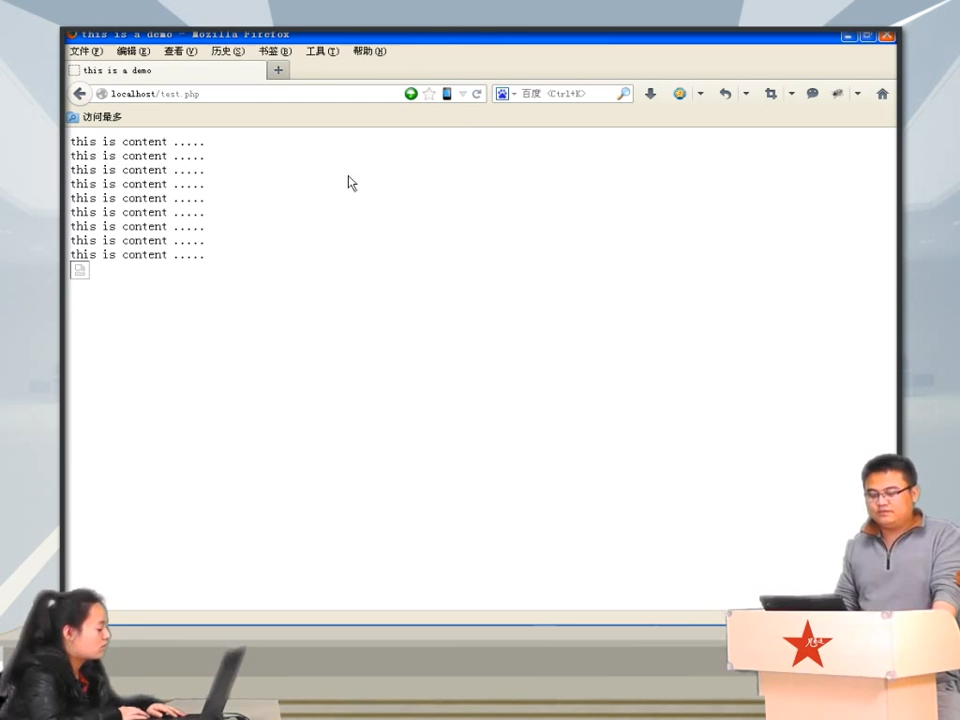 this is a demo - Mozilla Firefox
文件(F) 编辑(E) 查看(V) 历史(S) 书签(B) 工具(T) 帮助(H)
this is a demo
localhost/test.php 百度 <Ctrl+K>
访问最多
this is content .....
this is content .....
this is content .....
this is content .....
this is content .....
this is content .....
this is content .....
this is content .....
this is content .....